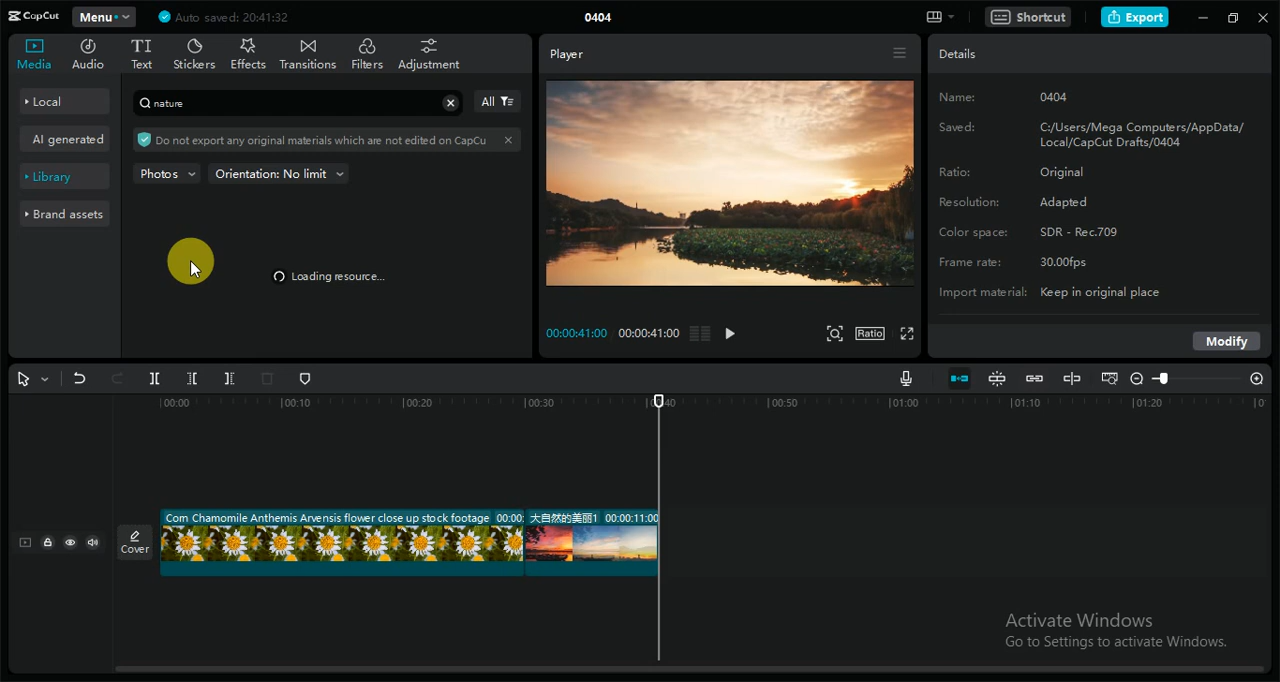 CapCut Menu Auto saved: 20:41:32 0404 Shortcut Export
Media Audio Text Stickers Effects Transitions Filters Adjustment
Local
AI generated
Library
Brand assets
nature
All
Do not export any original materials which are not edited on CapCu
Photos Orientation: No limit
Loading resource...
Player
00:00:41:00 00:00:41:00 Ratio
Details
Name: 0404
Saved: C:/Users/Mega Computers/AppData/
Local/CapCut Drafts/0404
Ratio: Original
Resolution: Adapted
Color space: SDR - Rec.709
Frame rate: 30.00fps
Import material: Keep in original place
Modify
00:00 00:10 00:20 00:30 00:50 01:00 01:10 01:20
Corn Chamomile Anthemis Arvensis flower close up stock footage 00:00: 大自然的美丽1 00:00:11:00
Cover
Activate Windows
Go to Settings to activate Windows.